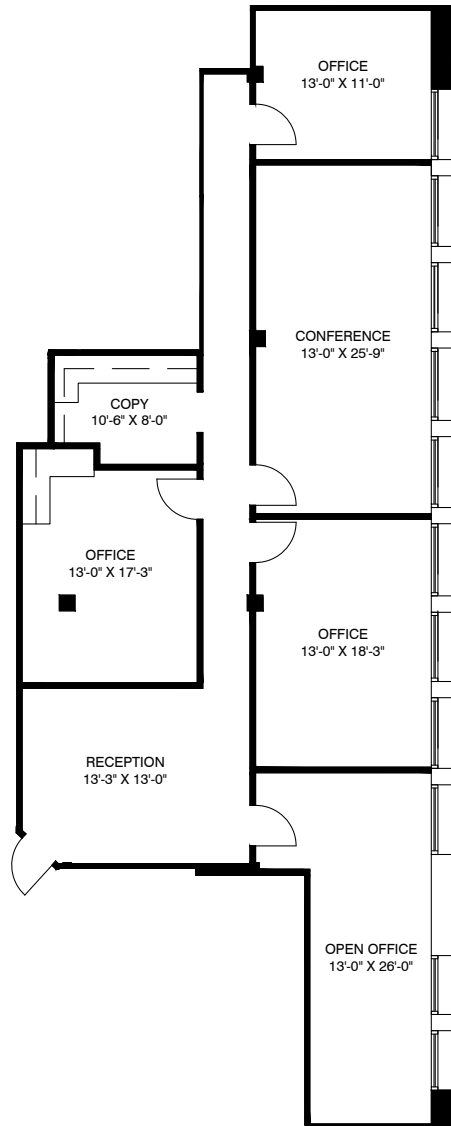 OFFICE
13'-0" X 11'-0"
CONFERENCE
13'-0" X 25'-9"
COPY
10'-6" X 8'-0"
OFFICE
13'-0" X 17'-3"
OFFICE
13'-0" X 18'-3"
RECEPTION
13'-3" X 13'-0"
OPEN OFFICE
13'-0" X 26'-0"